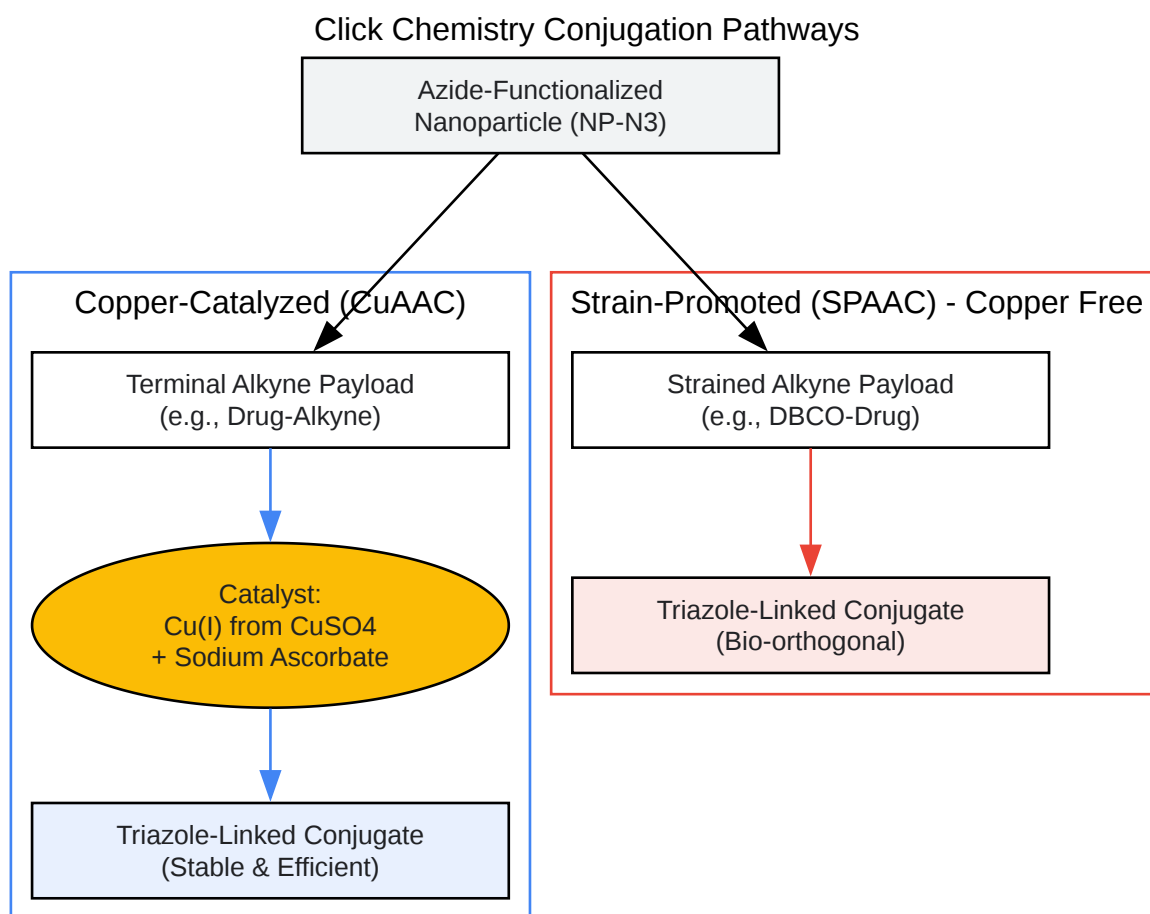 Click Chemistry Conjugation Pathways
Azide-Functionalized
Nanoparticle (NP-N3)
Copper-Catalyzed (CuAAC)
Terminal Alkyne Payload
(e.g., Drug-Alkyne)
Catalyst:
Cu(I) from CuSO4
+ Sodium Ascorbate
Triazole-Linked Conjugate
(Stable & Efficient)
Strain-Promoted (SPAAC) - Copper Free
Strained Alkyne Payload
(e.g., DBCO-Drug)
Triazole-Linked Conjugate
(Bio-orthogonal)